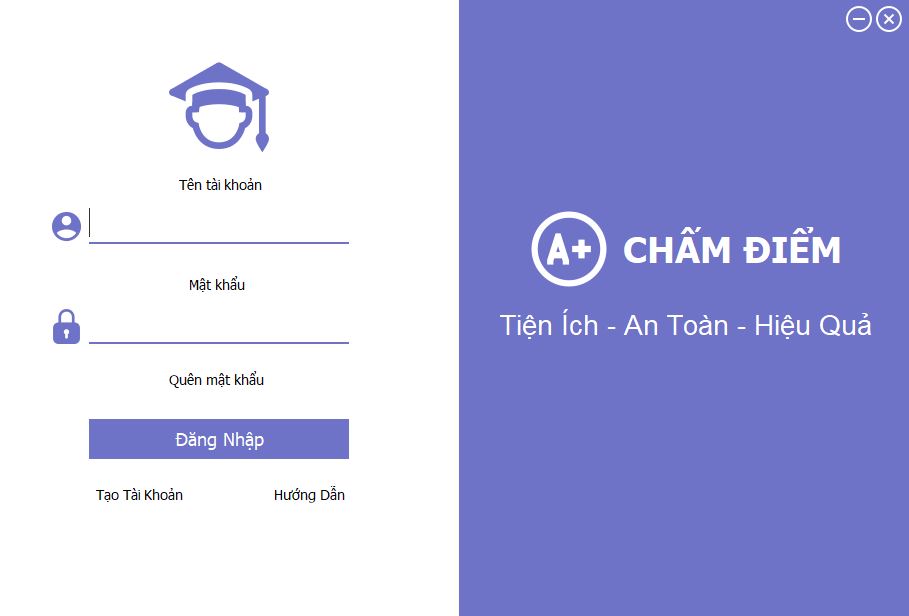 Tên tài khoản
Mật khẩu
Quên mật khẩu
Đăng Nhập
Tạo Tài Khoản
Hướng Dẫn
A+
CHẤM ĐIỂM
Tiện Ích - An Toàn - Hiệu Quả